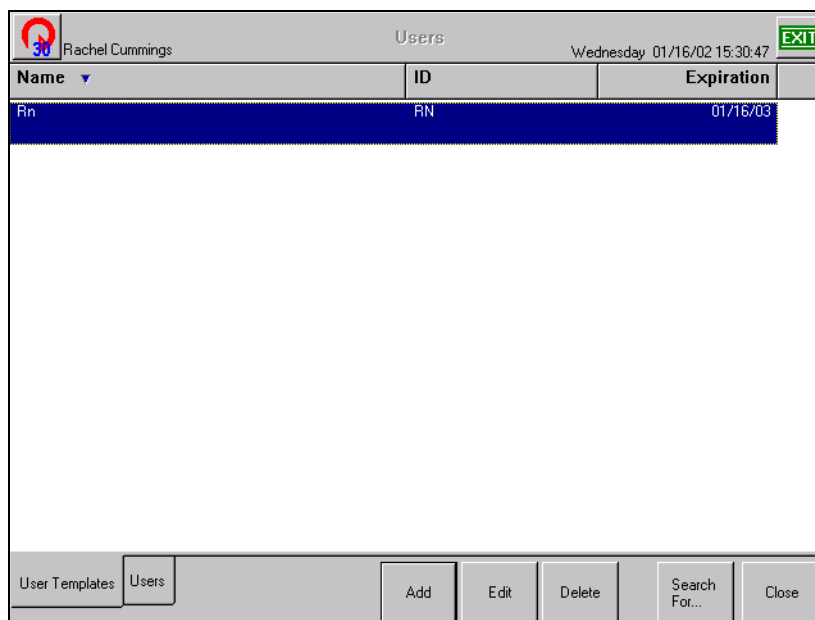 Users
30 Rachel Cummings
Wednesday 01/16/02 15:30:47
EXIT
Name ID Expiration
Rn RN 01/16/03
User Templates Users
Add Edit Delete Search For... Close